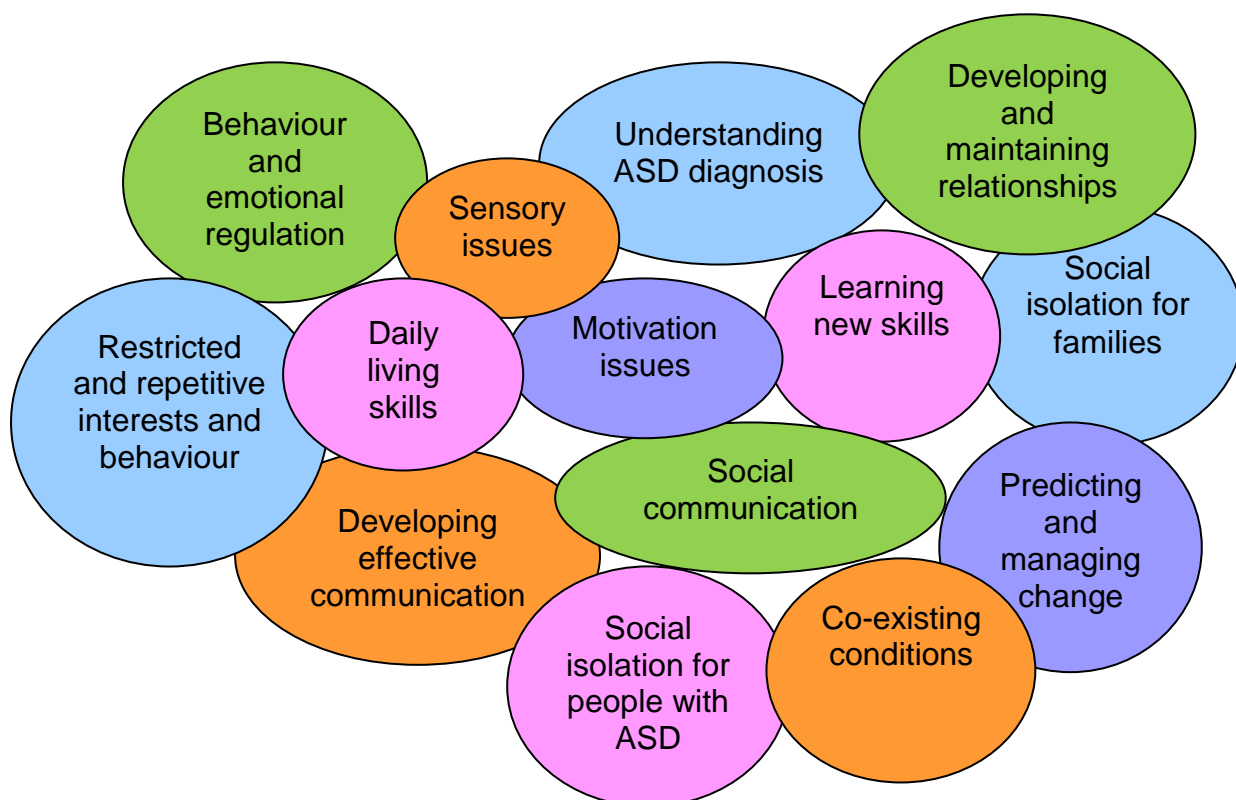 Behaviour
and
emotional
regulation
Understanding
ASD diagnosis
Developing
and
maintaining
relationships
Sensory
issues
Restricted
and repetitive
interests and
behaviour
Daily
living
skills
Motivation
issues
Learning
new skills
Social
isolation for
families
Developing
effective
communication
Social
communication
Predicting
and
managing
change
Social
isolation for
people with
ASD
Co-existing
conditions